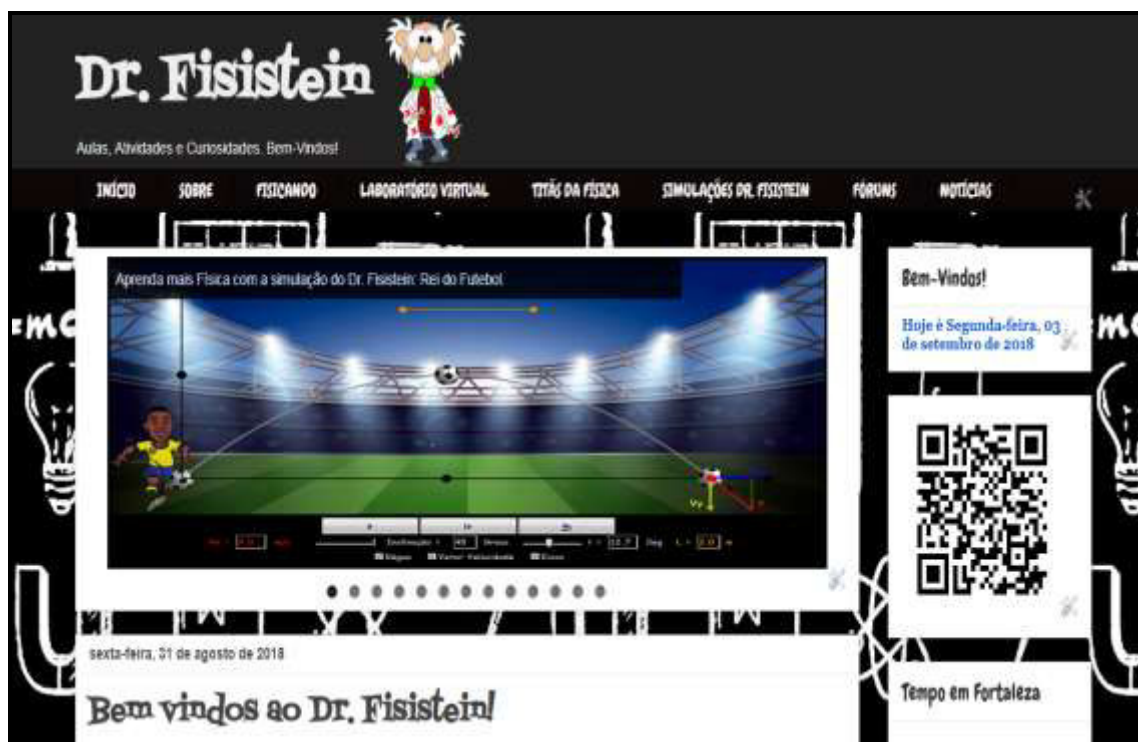 Dr. Fisistein
Aulas, Atividades e Curiosidades. Bem-Vindos!
INÍCIO SOBRE FISICANDO LABORATÓRIO VIRTUAL TITÃS DA FÍSICA SIMULAÇÕES DR. FISISTEIN FÓRUNS NOTÍCIAS
Aprenda mais Física com a simulação do Dr. Fisistein: Rei do Futebol.
Vy
Bem-Vindos!
Hoje é Segunda-feira, 03
de setembro de 2018
sexta-feira, 31 de agosto de 2018
Bem vindos ao Dr. Fisistein!
Tempo em Fortaleza